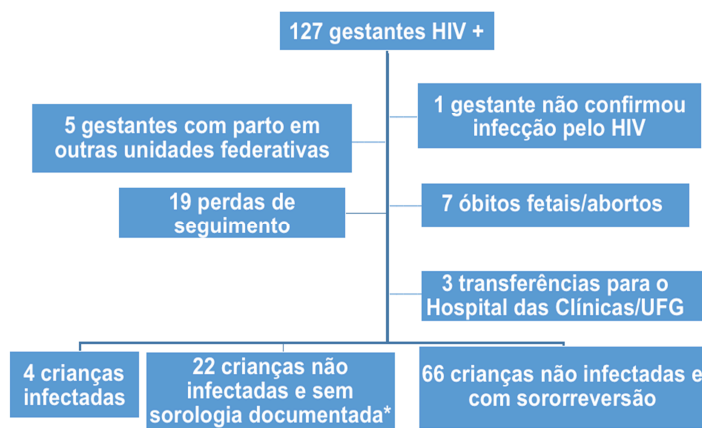 127 gestantes HIV +
1 gestante não confirmou
infecção pelo HIV
5 gestantes com parto em
outras unidades federativas
19 perdas de
seguimento
7 óbitos fetais/abortos
3 transferências para o
Hospital das Clínicas/UFG
4 crianças
infectadas
22 crianças não
infectadas e sem
sorologia documentada*
66 crianças não infectadas e
com sororreversão